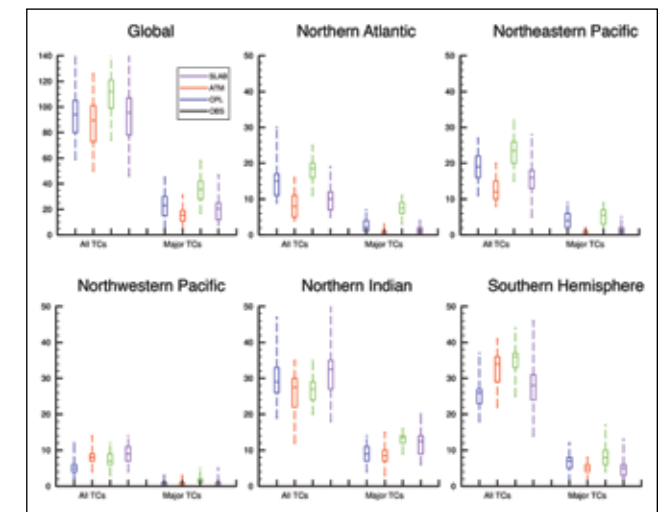 Global
Northern Atlantic
Northeastern Pacific
140
120
100
80
60
40
20
0
SLAB
ATM
CPL
OBS
All TCs
Major TCs
50
40
30
20
10
0
All TCs
Major TCs
50
40
30
20
10
0
All TCs
Major TCs
Northwestern Pacific
Northern Indian
Southern Hemisphere
50
40
30
20
10
0
All TCs
Major TCs
50
40
30
20
10
0
All TCs
Major TCs
50
40
30
20
10
0
All TCs
Major TCs